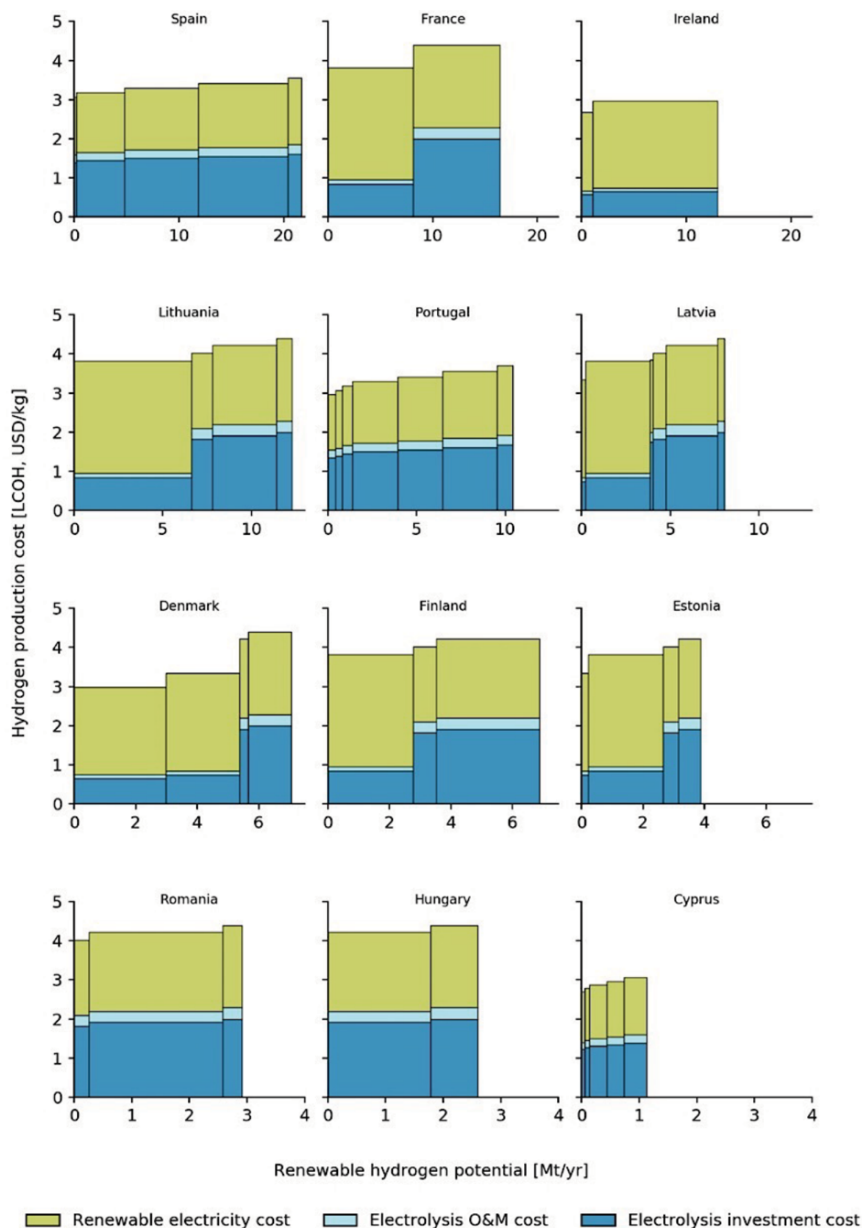 Hydrogen production cost [LCOH, USD/kg]
Spain
5
4
3
2
1
0
0 10 20
France
0 10 20
Ireland
0 10 20
Lithuania
5
4
3
2
1
0
0 5 10
Portugal
0 5 10
Latvia
0 5 10
Denmark
5
4
3
2
1
0
0 2 4 6
Finland
0 2 4 6
Estonia
0 2 4 6
Romania
5
4
3
2
1
0
0 1 2 3 4
Hungary
0 1 2 3 4
Cyprus
0 1 2 3 4
Renewable hydrogen potential [Mt/yr]
Renewable electricity cost
Electrolysis O&M cost
Electrolysis investment cost